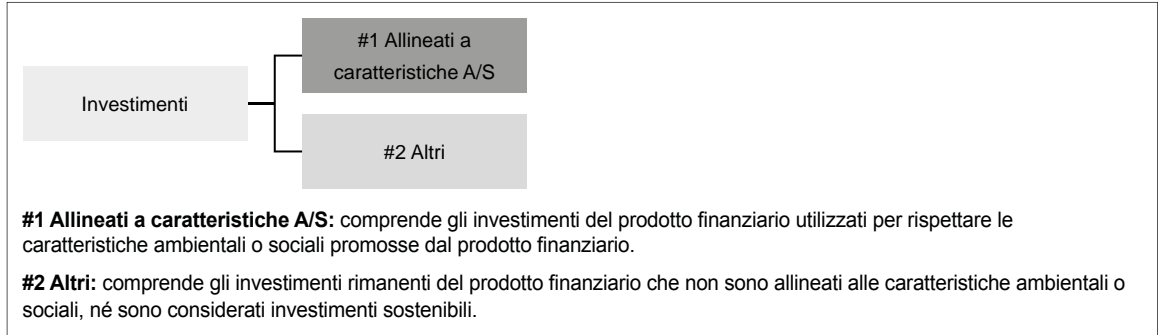 #1 Allineati a
caratteristiche A/S
Investimenti
#2 Altri
#1 Allineati a caratteristiche A/S: comprende gli investimenti del prodotto finanziario utilizzati per rispettare le
caratteristiche ambientali o sociali promosse dal prodotto finanziario.
#2 Altri: comprende gli investimenti rimanenti del prodotto finanziario che non sono allineati alle caratteristiche ambientali o
sociali, né sono considerati investimenti sostenibili.